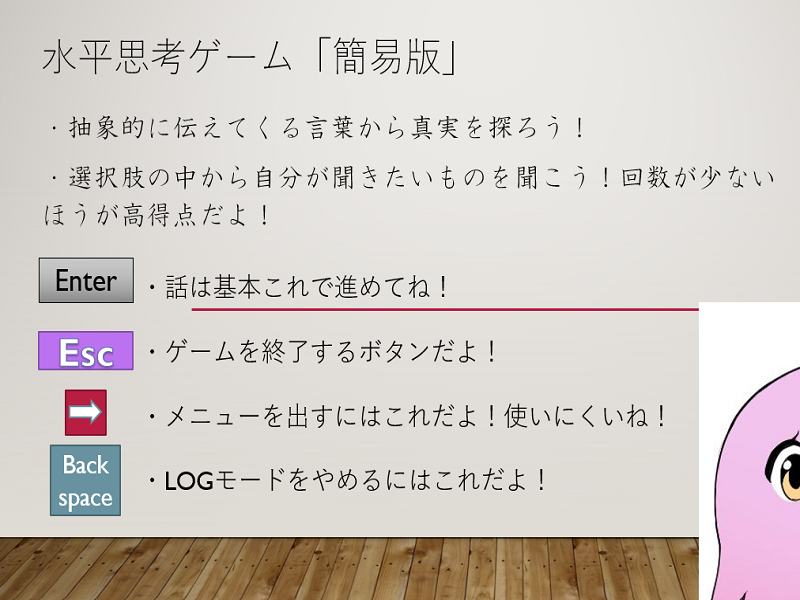 水平思考ゲーム「簡易版」
・抽象的に伝えてくる言葉から真実を探ろう！
・選択肢の中から自分が聞きたいものを聞こう！回数が少ない
ほうが高得点だよ！
Enter ・話は基本これで進めてね！
Esc ・ゲームを終了するボタンだよ！
・メニューを出すにはこれだよ！使いにくいね！
Back
space ・LOGモードをやめるにはこれだよ！